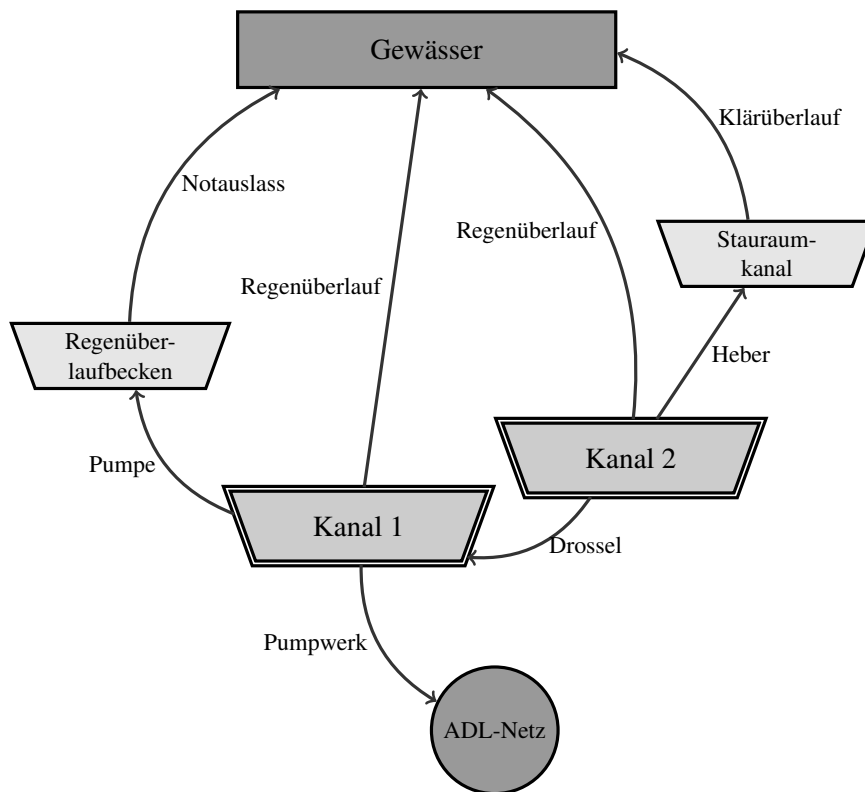 Gewässer
Klärüberlauf
Notauslass
Regenüberlauf
Stauraum-
kanal
Regenüberlauf
Regenüber-
laufbecken
Heber
Kanal 2
Pumpe
Kanal 1
Drossel
Pumpwerk
ADL-Netz